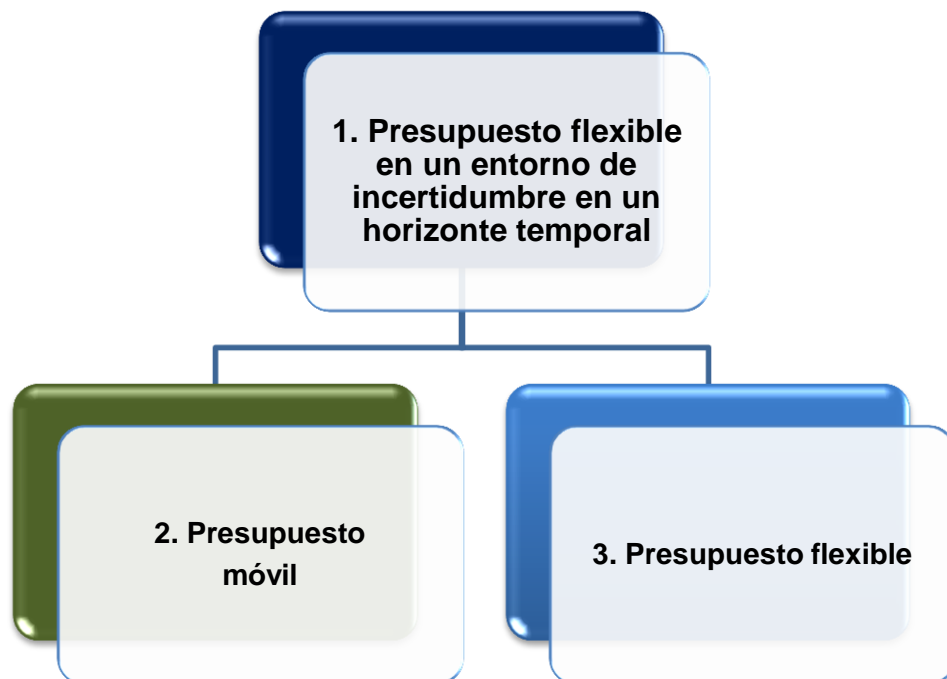 1. Presupuesto flexible
en un entorno de
incertidumbre en un
horizonte temporal
2. Presupuesto
móvil
3. Presupuesto flexible